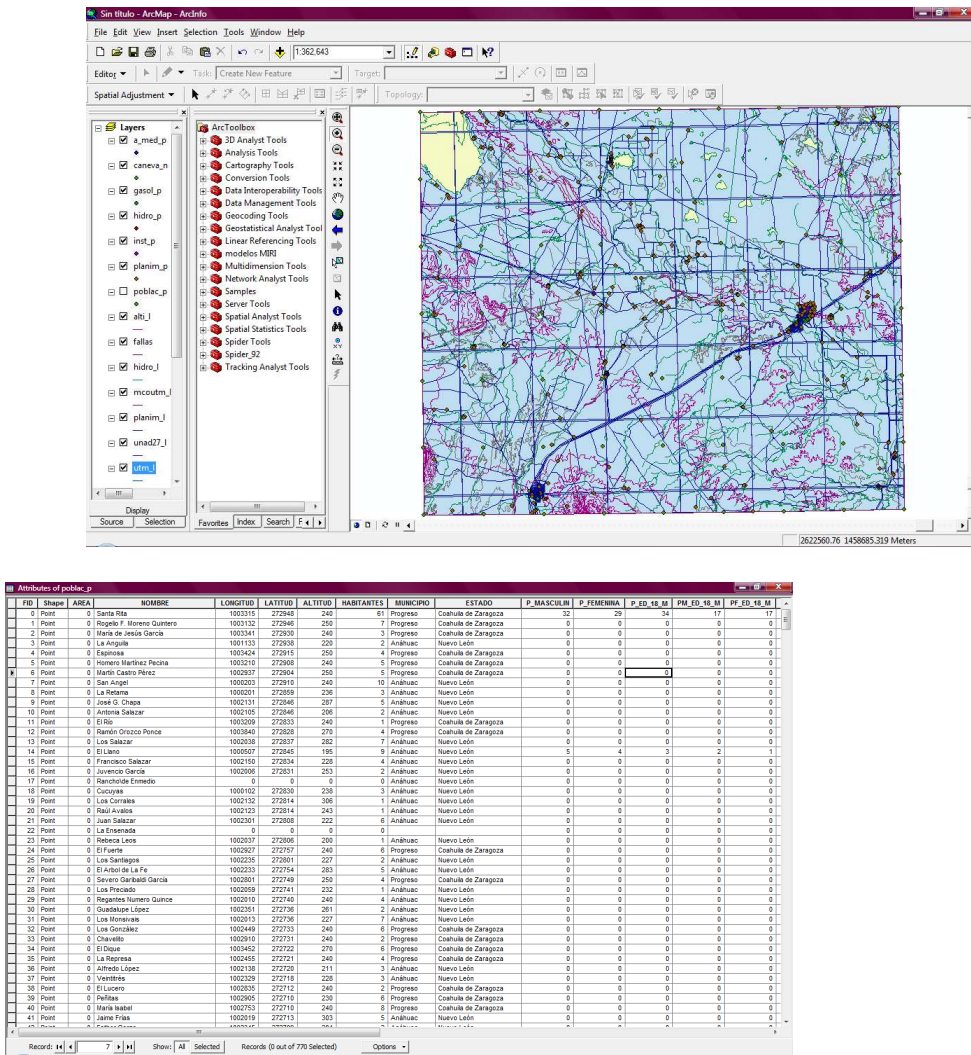 Sin título - ArcMap - ArcInfo
File Edit View Insert Selection Tools Window Help
1:362,643
Editor Task: Create New Feature Target:
Spatial Adjustment Topology:
Layers
a_med_p
caneva_n
gasol_p
hidro_p
inst_p
planim_p
poblac_p
alti_l
fallas
hidro_l
mcoutm_l
planim_l
unad27_l
utm_l
Display
Source Selection
ArcToolbox
3D Analyst Tools
Analysis Tools
Cartography Tools
Conversion Tools
Data Interoperability Tools
Data Management Tools
Geocoding Tools
Geostatistical Analyst Tool
Linear Referencing Tools
modelos MIRI
Multidimension Tools
Network Analyst Tools
Samples
Server Tools
Spatial Analyst Tools
Spatial Statistics Tools
Spider Tools
Spider_92
Tracking Analyst Tools
Favorites Index Search
2622560.76 1458685.319 Meters
Attributes of poblac_p
FID Shape AREA NOMBRE LONGITUD LATITUD ALTITUD HABITANTES MUNICIPIO ESTADO P_MASCULIN P_FEMENINA P_ED_18_M PM_ED_18_M PF_ED_18_M
0 Point 0 Santa Rita 1003315 272948 240 61 Progreso Coahuila de Zaragoza 32 29 34 17 17
1 Point 0 Rogelio F. Moreno Quintero 1003132 272946 250 7 Progreso Coahuila de Zaragoza 0 0 0 0 0
2 Point 0 María de Jesús García 1003341 272930 240 3 Progreso Coahuila de Zaragoza 0 0 0 0 0
3 Point 0 La Anguila 1001133 272938 220 2 Anáhuac Nuevo León 0 0 0 0 0
4 Point 0 Espinosa 1003424 272915 250 4 Progreso Coahuila de Zaragoza 0 0 0 0 0
5 Point 0 Homero Martínez Pecina 1003210 272908 240 5 Progreso Coahuila de Zaragoza 0 0 0 0 0
6 Point 0 Martín Castro Pérez 1002937 272904 250 5 Progreso Coahuila de Zaragoza 0 0 0 0 0
7 Point 0 San Angel 1000203 272910 240 10 Anáhuac Nuevo León 0 0 0 0 0
8 Point 0 La Retama 1000201 272859 236 3 Anáhuac Nuevo León 0 0 0 0 0
9 Point 0 José G. Chapa 1002131 272846 287 5 Anáhuac Nuevo León 0 0 0 0 0
10 Point 0 Antonia Salazar 1002105 272846 206 2 Anáhuac Nuevo León 0 0 0 0 0
11 Point 0 El Río 1003209 272833 240 1 Progreso Coahuila de Zaragoza 0 0 0 0 0
12 Point 0 Ramón Orozco Ponce 1003840 272828 270 4 Progreso Coahuila de Zaragoza 0 0 0 0 0
13 Point 0 Los Salazar 1002038 272837 282 7 Anáhuac Nuevo León 0 0 0 0 0
14 Point 0 El Llano 1000507 272845 195 9 Anáhuac Nuevo León 5 4 3 2 1
15 Point 0 Francisco Salazar 1002150 272834 228 4 Anáhuac Nuevo León 0 0 0 0 0
16 Point 0 Juvencio García 1002006 272831 253 2 Anáhuac Nuevo León 0 0 0 0 0
17 Point 0 Rancho\de Enmedio 0 0 0 0 Anáhuac Nuevo León 0 0 0 0 0
18 Point 0 Cucuyas 1000102 272830 238 3 Anáhuac Nuevo León 0 0 0 0 0
19 Point 0 Los Corrales 1002132 272814 306 1 Anáhuac Nuevo León 0 0 0 0 0
20 Point 0 Raúl Avalos 1002123 272814 243 1 Anáhuac Nuevo León 0 0 0 0 0
21 Point 0 Juan Salazar 1002301 272808 222 6 Anáhuac Nuevo León 0 0 0 0 0
22 Point 0 La Ensenada 0 0 0 0 0 0 0 0 0
23 Point 0 Rebeca Leos 1002037 272806 200 1 Anáhuac Nuevo León 0 0 0 0 0
24 Point 0 El Fuerte 1002927 272757 240 6 Progreso Coahuila de Zaragoza 0 0 0 0 0
25 Point 0 Los Santiagos 1002235 272801 227 2 Anáhuac Nuevo León 0 0 0 0 0
26 Point 0 El Arbol de La Fe 1002233 272754 283 5 Anáhuac Nuevo León 0 0 0 0 0
27 Point 0 Severo Garibaldi García 1002801 272749 250 4 Progreso Coahuila de Zaragoza 0 0 0 0 0
28 Point 0 Los Preciado 1002059 272741 232 1 Anáhuac Nuevo León 0 0 0 0 0
29 Point 0 Regantes Numero Quince 1002010 272740 240 4 Anáhuac Nuevo León 0 0 0 0 0
30 Point 0 Guadalupe López 1002351 272736 261 2 Anáhuac Nuevo León 0 0 0 0 0
31 Point 0 Los Monsivais 1002013 272736 227 7 Anáhuac Nuevo León 0 0 0 0 0
32 Point 0 Los González 1002449 272733 240 6 Progreso Coahuila de Zaragoza 0 0 0 0 0
33 Point 0 Chavelito 1002910 272731 240 2 Progreso Coahuila de Zaragoza 0 0 0 0 0
34 Point 0 El Dique 1003452 272722 270 6 Progreso Coahuila de Zaragoza 0 0 0 0 0
35 Point 0 La Represa 1002455 272721 240 4 Progreso Coahuila de Zaragoza 0 0 0 0 0
36 Point 0 Alfredo López 1002138 272720 211 3 Anáhuac Nuevo León 0 0 0 0 0
37 Point 0 Veintitrés 1002329 272718 228 3 Anáhuac Nuevo León 0 0 0 0 0
38 Point 0 El Lucero 1002835 272712 240 2 Progreso Coahuila de Zaragoza 0 0 0 0 0
39 Point 0 Peñitas 1002905 272710 230 6 Progreso Coahuila de Zaragoza 0 0 0 0 0
40 Point 0 María Isabel 1002753 272710 240 8 Progreso Coahuila de Zaragoza 0 0 0 0 0
41 Point 0 Jaime Frías 1002019 272713 303 5 Anáhuac Nuevo León 0 0 0 0 0
Record: 7 Show: All Selected Records (0 out of 770 Selected) Options